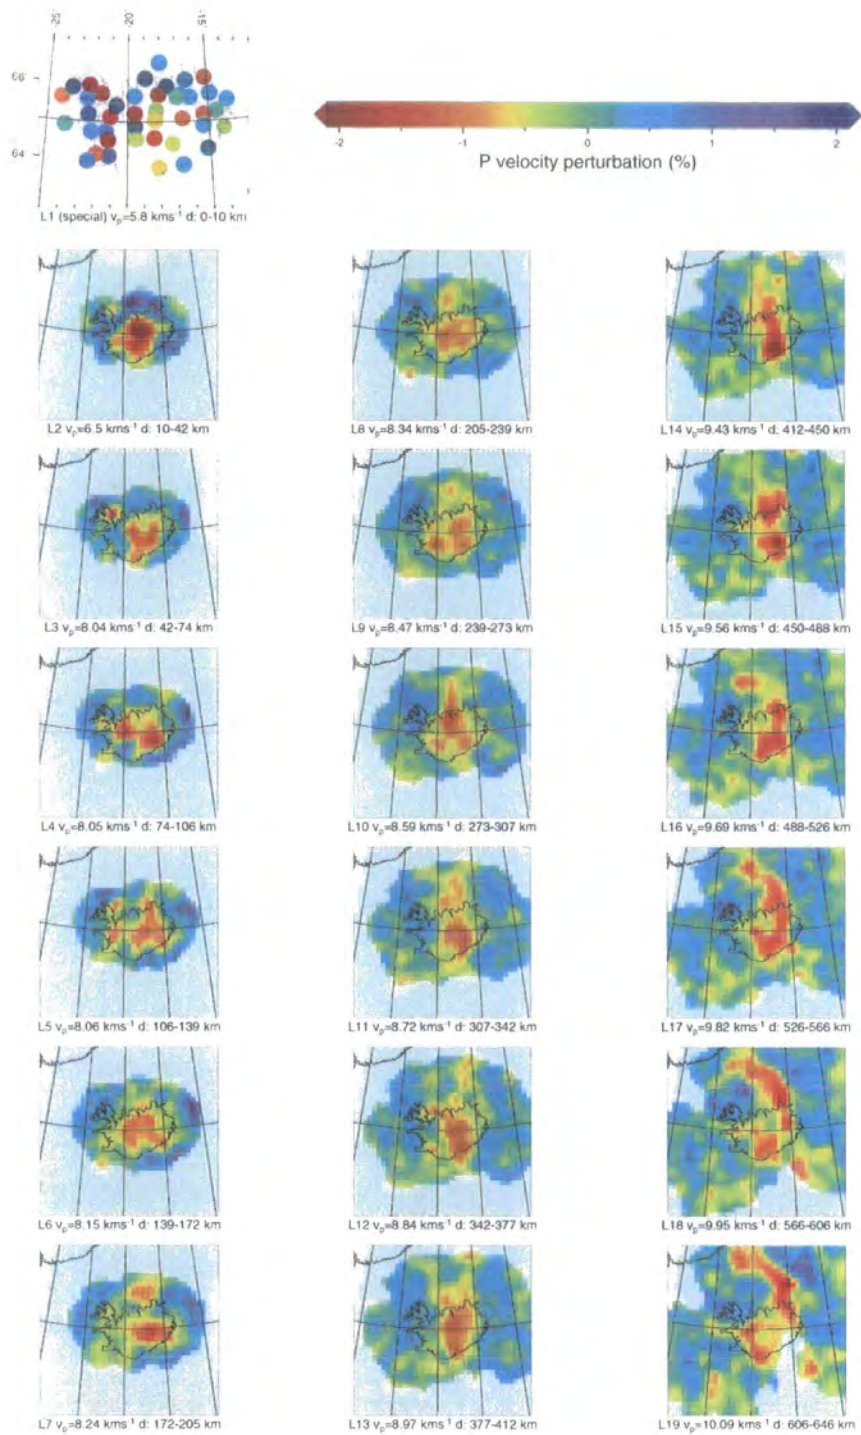 -25 -20 -15
66
64
L1 (special) vₚ=5.8 kms⁻¹ d: 0-10 km
-2 -1 0 1 2
P velocity perturbation (%)
L2 vₚ=6.5 kms⁻¹ d: 10-42 km
L8 vₚ=8.34 kms⁻¹ d: 205-239 km
L14 vₚ=9.43 kms⁻¹ d: 412-450 km
L3 vₚ=8.04 kms⁻¹ d: 42-74 km
L9 vₚ=8.47 kms⁻¹ d: 239-273 km
L15 vₚ=9.56 kms⁻¹ d: 450-488 km
L4 vₚ=8.05 kms⁻¹ d: 74-106 km
L10 vₚ=8.59 kms⁻¹ d: 273-307 km
L16 vₚ=9.69 kms⁻¹ d: 488-526 km
L5 vₚ=8.06 kms⁻¹ d: 106-139 km
L11 vₚ=8.72 kms⁻¹ d: 307-342 km
L17 vₚ=9.82 kms⁻¹ d: 526-566 km
L6 vₚ=8.15 kms⁻¹ d: 139-172 km
L12 vₚ=8.84 kms⁻¹ d: 342-377 km
L18 vₚ=9.95 kms⁻¹ d: 566-606 km
L7 vₚ=8.24 kms⁻¹ d: 172-205 km
L13 vₚ=8.97 kms⁻¹ d: 377-412 km
L19 vₚ=10.09 kms⁻¹ d: 606-646 km